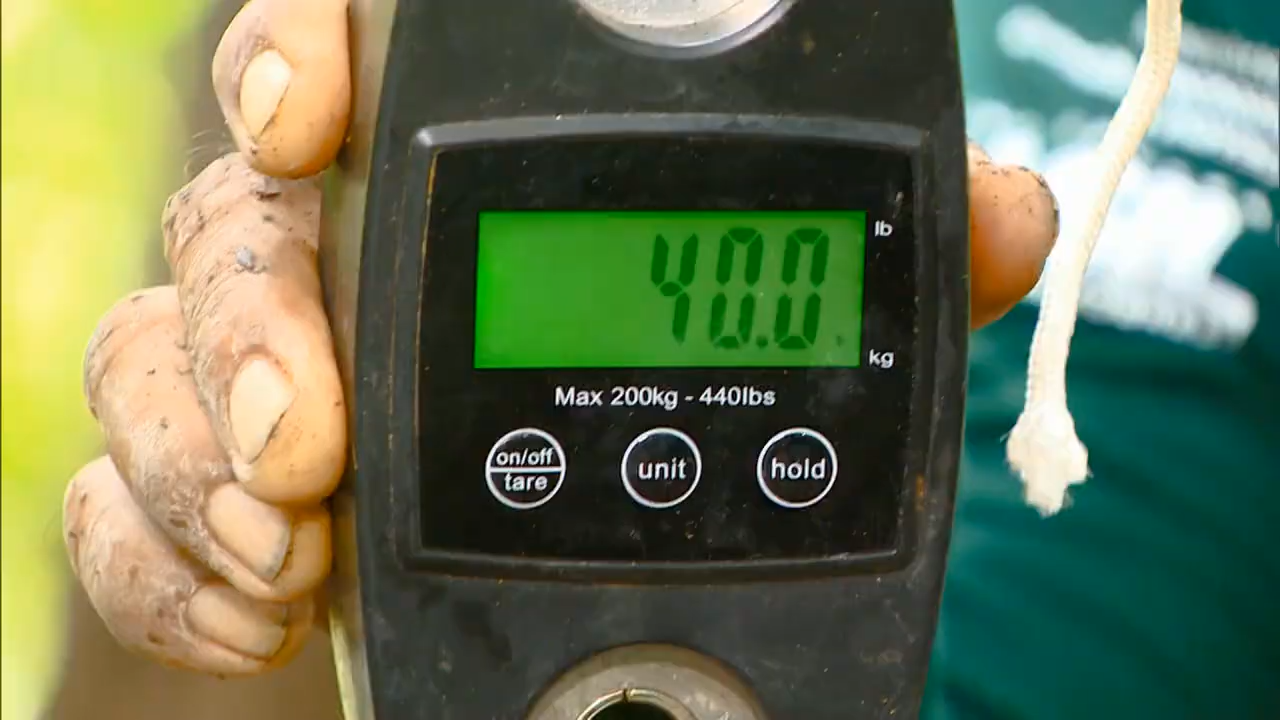 40.0
lb
kg
Max 200kg - 440lbs
on/off
tare
unit
hold